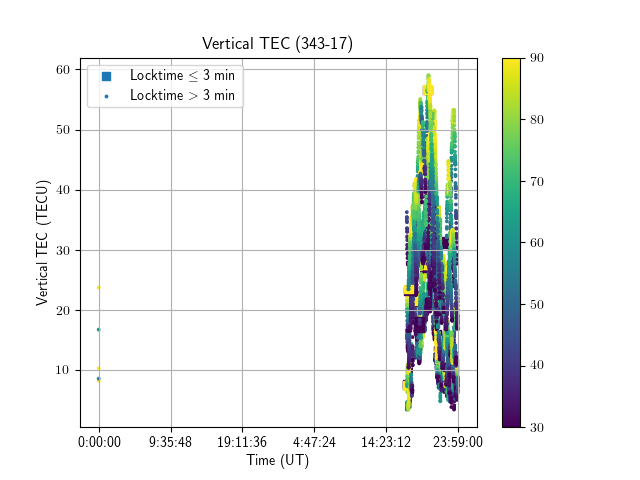 Vertical TEC (343-17)
Locktime ≤ 3 min
Locktime > 3 min
Vertical TEC (TECU)
60
50
40
30
20
10
0:00:00 9:35:48 19:11:36 4:47:24 14:23:12 23:59:00
Time (UT)
90
80
70
60
50
40
30